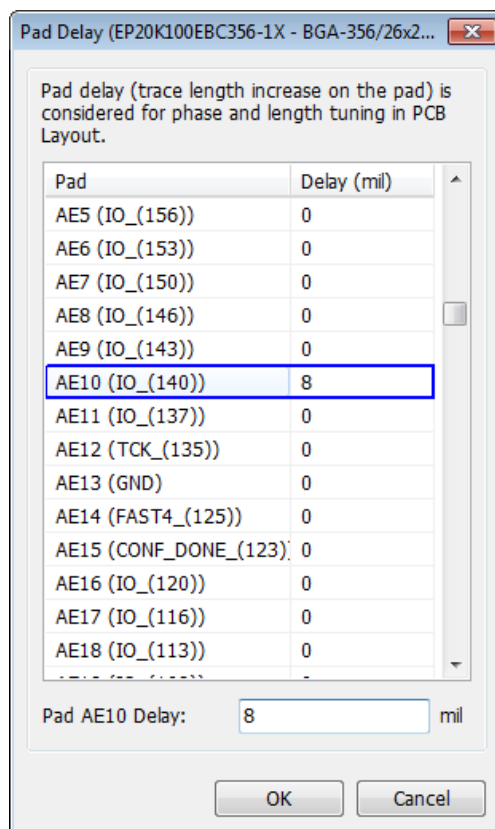 Pad Delay (EP20K100EBC356-1X - BGA-356/26x2...
Pad delay (trace length increase on the pad) is
considered for phase and length tuning in PCB
Layout.
Pad Delay (mil)
AE5 (IO_(156)) 0
AE6 (IO_(153)) 0
AE7 (IO_(150)) 0
AE8 (IO_(146)) 0
AE9 (IO_(143)) 0
AE10 (IO_(140)) 8
AE11 (IO_(137)) 0
AE12 (TCK_(135)) 0
AE13 (GND) 0
AE14 (FAST4_(125)) 0
AE15 (CONF_DONE_(123)) 0
AE16 (IO_(120)) 0
AE17 (IO_(116)) 0
AE18 (IO_(113)) 0
Pad AE10 Delay: 8 mil
OK Cancel